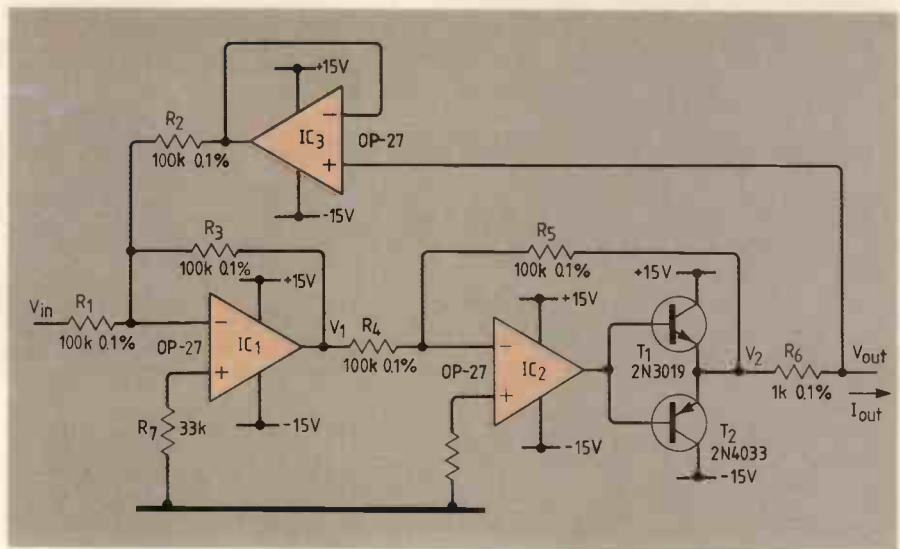 +15V
R2
100k 0.1%
IC3
−
+
OP-27
-15V
R3
100k 0.1%
+15V
Vin
R1
100k 0.1%
OP-27
−
+
IC1
V1
-15V
R7 33k
R4
100k 0.1%
R5
100k 0.1%
+15V
OP-27
−
+
IC2
-15V
+15V
T1
2N3019
V2
R6
1k 0.1%
Vout
Iout
T2
2N4033
-15V